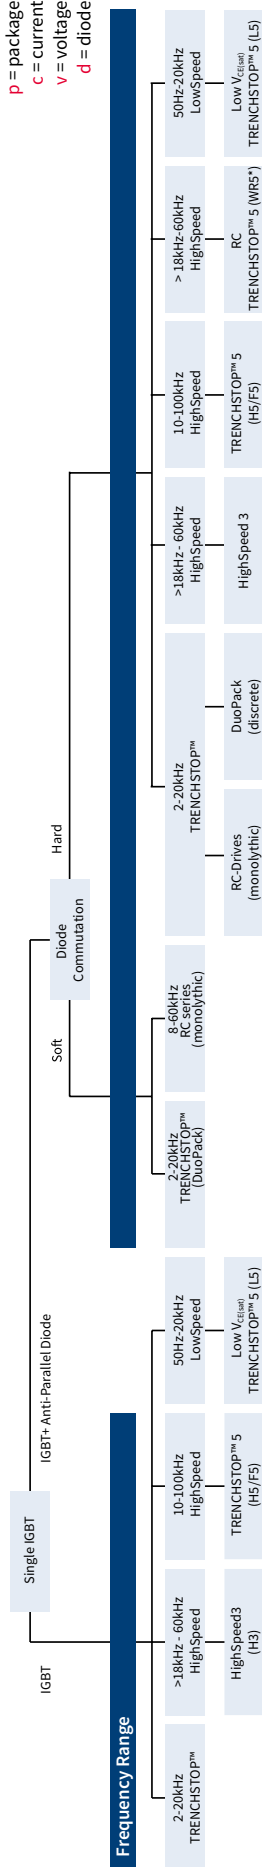 p = package
c = current
v = voltage
d = diode
Single IGBT
IGBT
IGBT+ Anti-Parallel Diode
Diode
Commutation
Soft
Hard
Frequency Range
2-20kHz
TRENCHSTOP™
>18kHz - 60kHz
HighSpeed
10-100kHz
HighSpeed
50Hz-20kHz
LowSpeed
2-20kHz
TRENCHSTOP™
(DuoPack)
8-60kHz
RC series
(monolythic)
2-20kHz
TRENCHSTOP™
>18kHz - 60kHz
HighSpeed
10-100kHz
HighSpeed
> 18kHz-60kHz
HighSpeed
50Hz-20kHz
LowSpeed
HighSpeed3
(H3)
TRENCHSTOP™ 5
(H5/F5)
Low VCE(sat)
TRENCHSTOP™ 5 (L5)
RC-Drives
(monolythic)
DuoPack
(discrete)
HighSpeed 3
TRENCHSTOP™ 5
(H5/F5)
RC
TRENCHSTOP™ 5 (WR5*)
Low VCE(sat)
TRENCHSTOP™ 5 (L5)